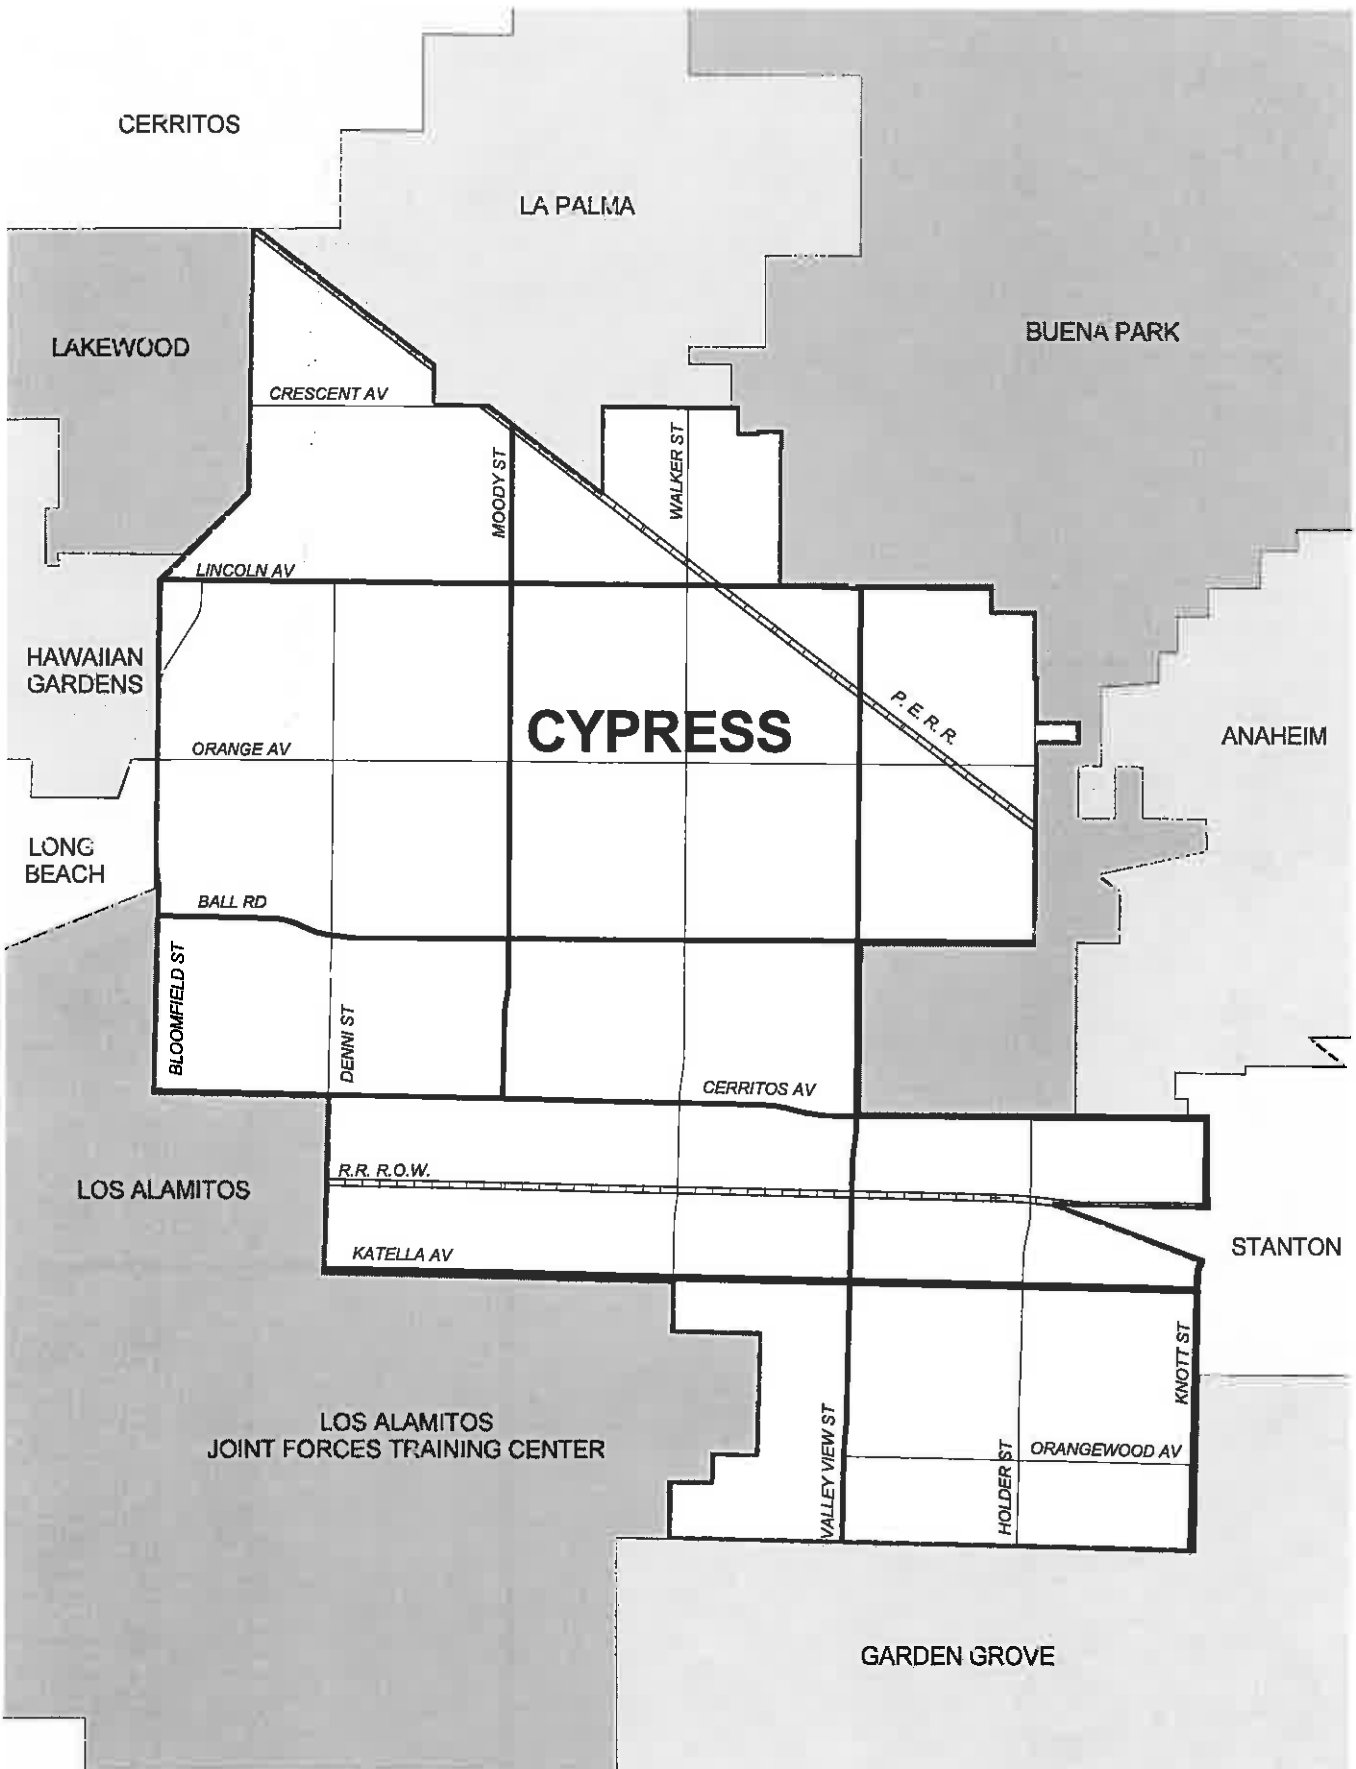 CERRITOS
LA PALMA
BUENA PARK
LAKEWOOD
CRESCENT AV
MOODY ST
WALKER ST
LINCOLN AV
HAWAIIAN
GARDENS
CYPRESS
P.E.R.R.
ANAHEIM
ORANGE AV
LONG
BEACH
BALL RD
BLOOMFIELD ST
DENNI ST
CERRITOS AV
R.R. R.O.W.
LOS ALAMITOS
STANTON
KATELLA AV
KNOTT ST
LOS ALAMITOS
JOINT FORCES TRAINING CENTER
VALLEY VIEW ST
HOLDER ST
ORANGEWOOD AV
GARDEN GROVE